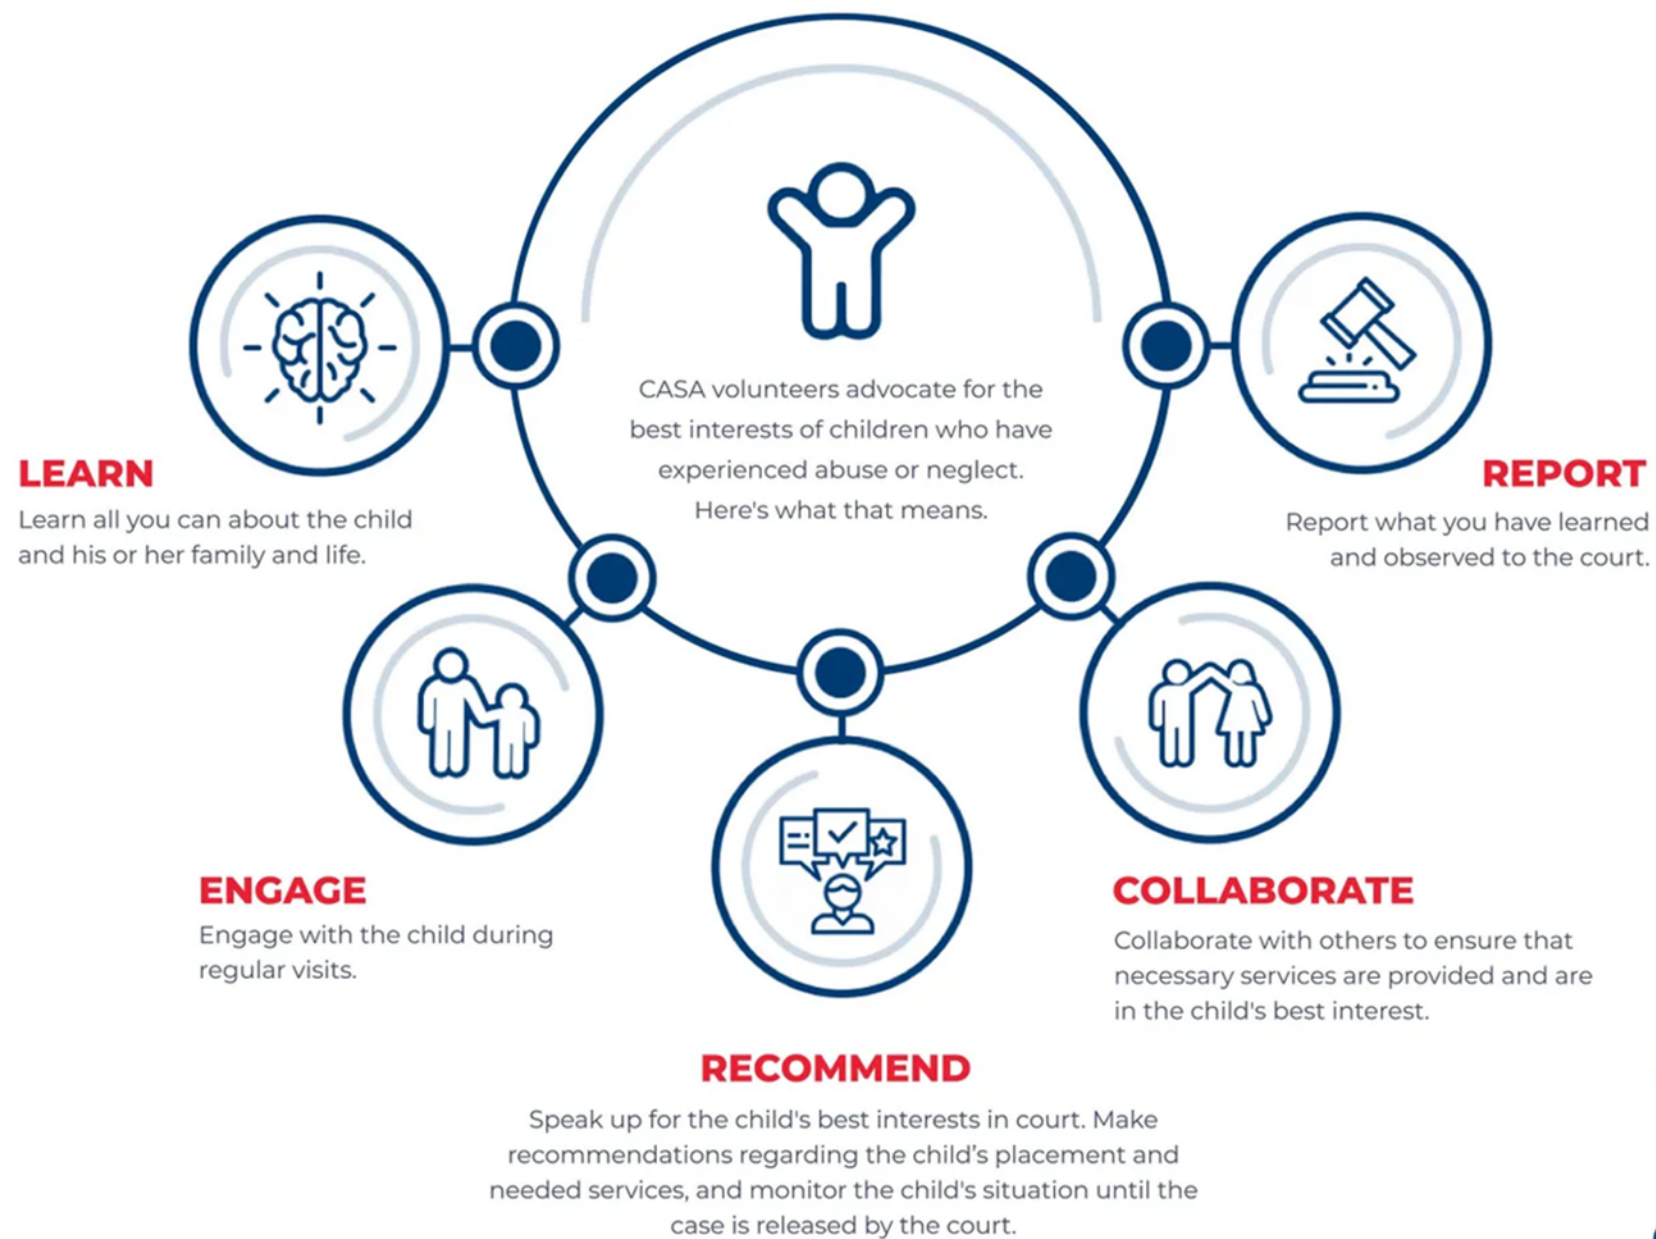 CASA volunteers advocate for the
best interests of children who have
experienced abuse or neglect.
Here's what that means.
LEARN
Learn all you can about the child
and his or her family and life.
ENGAGE
Engage with the child during
regular visits.
RECOMMEND
Speak up for the child's best interests in court. Make
recommendations regarding the child’s placement and
needed services, and monitor the child's situation until the
case is released by the court.
COLLABORATE
Collaborate with others to ensure that
necessary services are provided and are
in the child's best interest.
REPORT
Report what you have learned
and observed to the court.